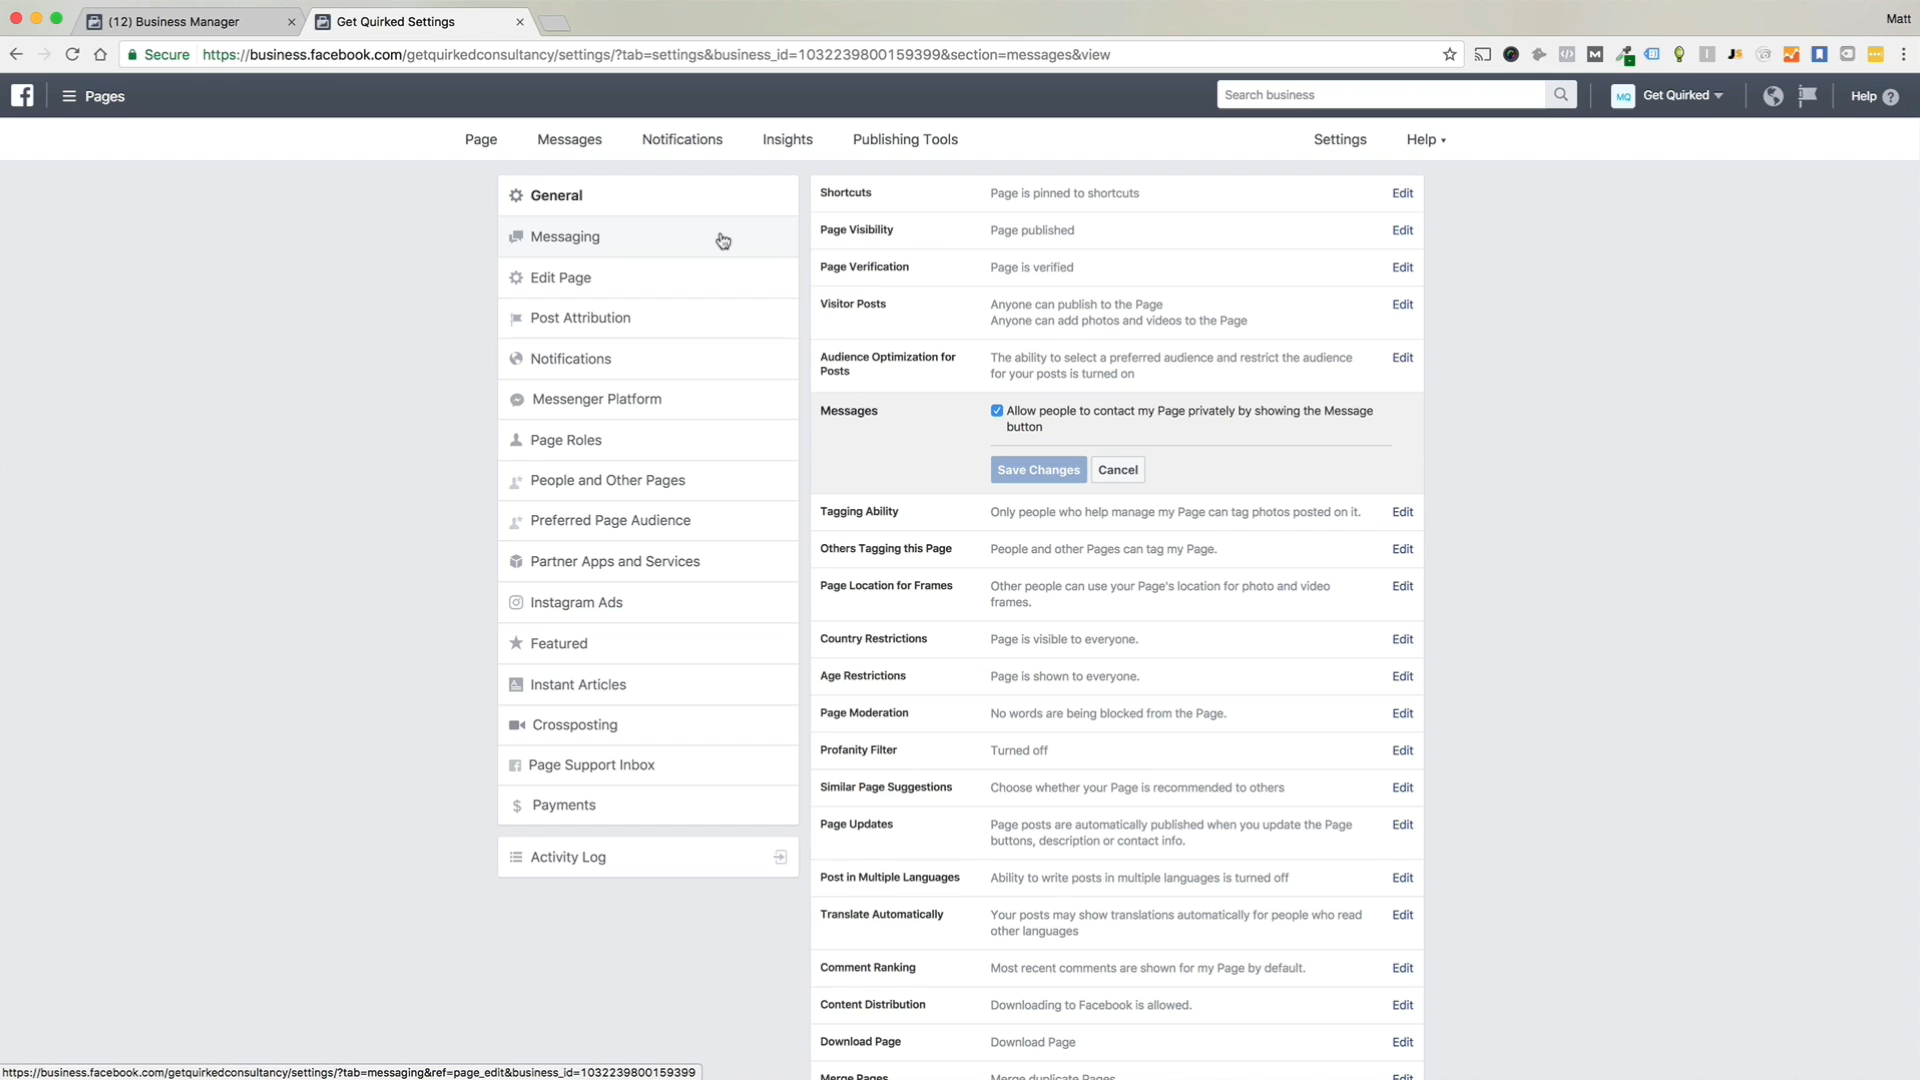 (12) Business Manager
Get Quirked Settings
Matt
Secure
https://business.facebook.com/getquirkedconsultancy/settings/?tab=settings&business_id=1032239800159399&section=messages&view
Pages
Search business
MQ
Get Quirked
Help
Page
Messages
Notifications
Insights
Publishing Tools
Settings
Help
General
Messaging
Edit Page
Post Attribution
Notifications
Messenger Platform
Page Roles
People and Other Pages
Preferred Page Audience
Partner Apps and Services
Instagram Ads
Featured
Instant Articles
Crossposting
Page Support Inbox
Payments
Activity Log
Shortcuts Page is pinned to shortcuts Edit
Page Visibility Page published Edit
Page Verification Page is verified Edit
Visitor Posts Anyone can publish to the Page Edit
Anyone can add photos and videos to the Page
Audience Optimization for The ability to select a preferred audience and restrict the audience Edit
Posts for your posts is turned on
Messages Allow people to contact my Page privately by showing the Message
button
Save Changes Cancel
Tagging Ability Only people who help manage my Page can tag photos posted on it. Edit
Others Tagging this Page People and other Pages can tag my Page. Edit
Page Location for Frames Other people can use your Page's location for photo and video Edit
frames.
Country Restrictions Page is visible to everyone. Edit
Age Restrictions Page is shown to everyone. Edit
Page Moderation No words are being blocked from the Page. Edit
Profanity Filter Turned off Edit
Similar Page Suggestions Choose whether your Page is recommended to others Edit
Page Updates Page posts are automatically published when you update the Page Edit
buttons, description or contact info.
Post in Multiple Languages Ability to write posts in multiple languages is turned off Edit
Translate Automatically Your posts may show translations automatically for people who read Edit
other languages
Comment Ranking Most recent comments are shown for my Page by default. Edit
Content Distribution Downloading to Facebook is allowed. Edit
Download Page Download Page Edit
Merge Pages Merge duplicate Pages Edit
https://business.facebook.com/getquirkedconsultancy/settings/?tab=messaging&ref=page_edit&business_id=1032239800159399